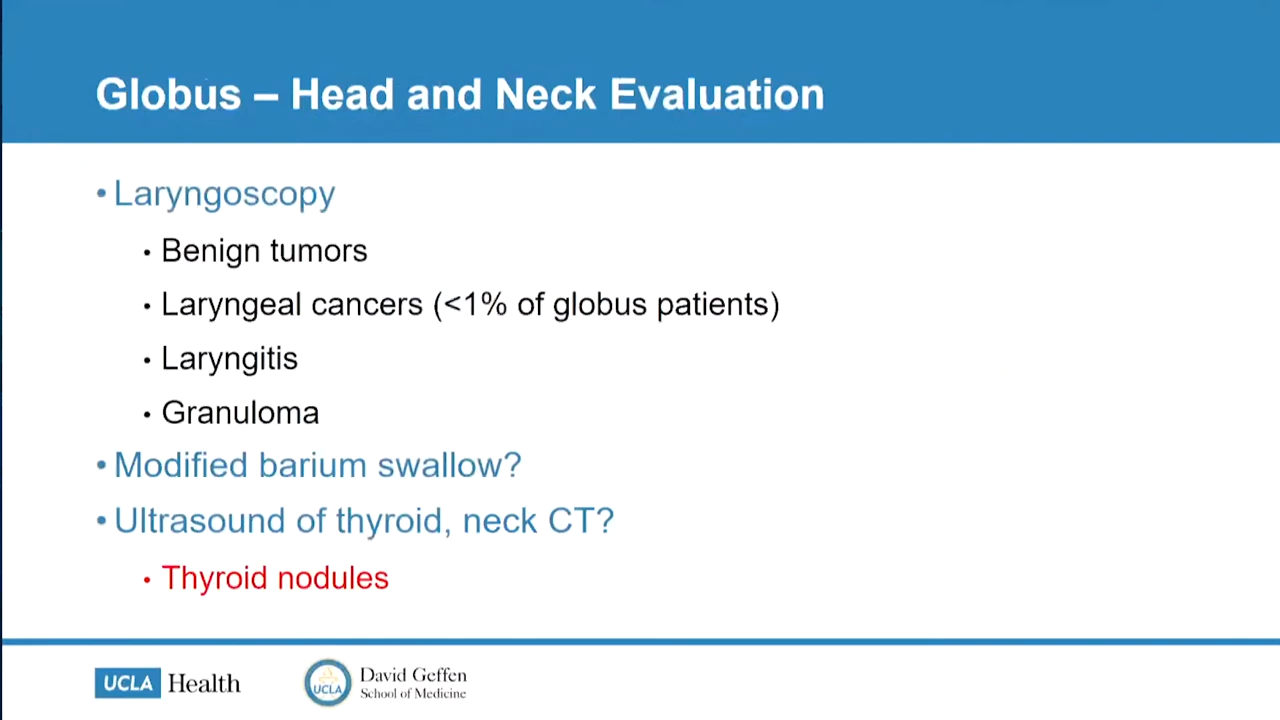 Globus – Head and Neck Evaluation
• Laryngoscopy
• Benign tumors
• Laryngeal cancers (<1% of globus patients)
• Laryngitis
• Granuloma
• Modified barium swallow?
• Ultrasound of thyroid, neck CT?
• Thyroid nodules
UCLA Health
UCLA
David Geffen
School of Medicine